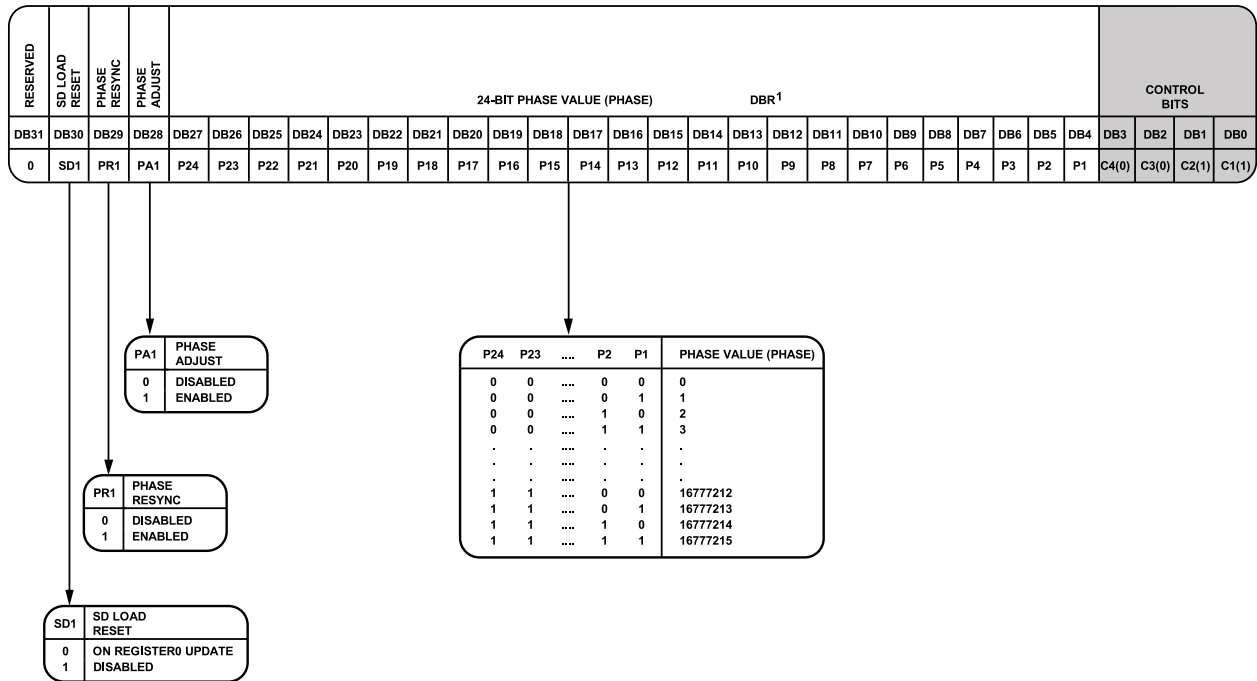 RESERVED
SD LOAD
RESET
PHASE
RESYNC
PHASE
ADJUST
24-BIT PHASE VALUE (PHASE) DBR1
CONTROL
BITS
DB31 DB30 DB29 DB28 DB27 DB26 DB25 DB24 DB23 DB22 DB21 DB20 DB19 DB18 DB17 DB16 DB15 DB14 DB13 DB12 DB11 DB10 DB9 DB8 DB7 DB6 DB5 DB4 DB3 DB2 DB1 DB0
0 SD1 PR1 PA1 P24 P23 P22 P21 P20 P19 P18 P17 P16 P15 P14 P13 P12 P11 P10 P9 P8 P7 P6 P5 P4 P3 P2 P1 C4(0) C3(0) C2(1) C1(1)
PA1 PHASE
ADJUST
0 DISABLED
1 ENABLED
P24 P23 .... P2 P1 PHASE VALUE (PHASE)
0 0 .... 0 0 0
0 0 .... 0 1 1
0 0 .... 1 0 2
0 0 .... 1 1 3
. . .... . . .
. . .... . . .
. . .... . . .
1 1 .... 0 0 16777212
1 1 .... 0 1 16777213
1 1 .... 1 0 16777214
1 1 .... 1 1 16777215
PR1 PHASE
RESYNC
0 DISABLED
1 ENABLED
SD1 SD LOAD
RESET
0 ON REGISTER0 UPDATE
1 DISABLED